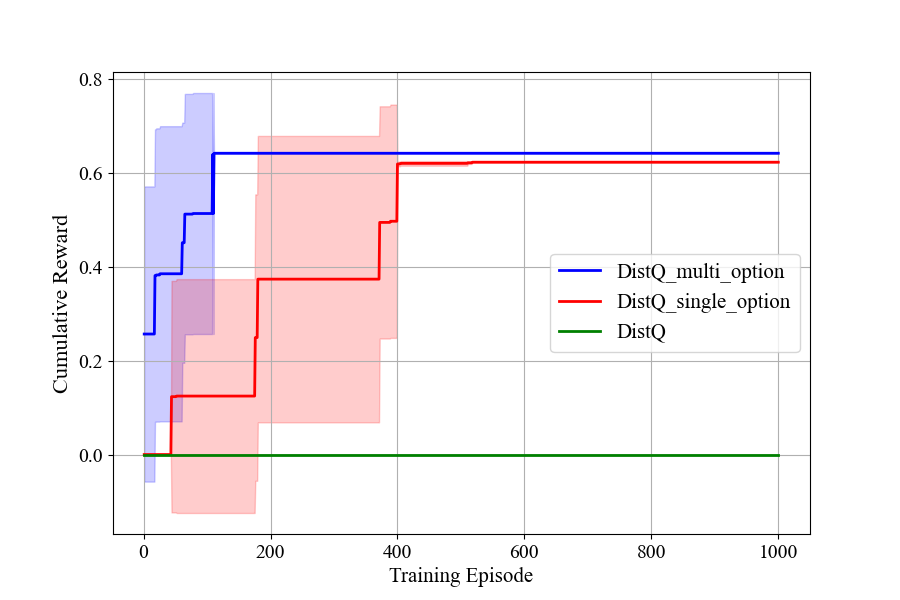 0.8
0.6
0.4
0.2
0.0
Cumulative Reward
DistQ_multi_option
DistQ_single_option
DistQ
0 200 400 600 800 1000
Training Episode